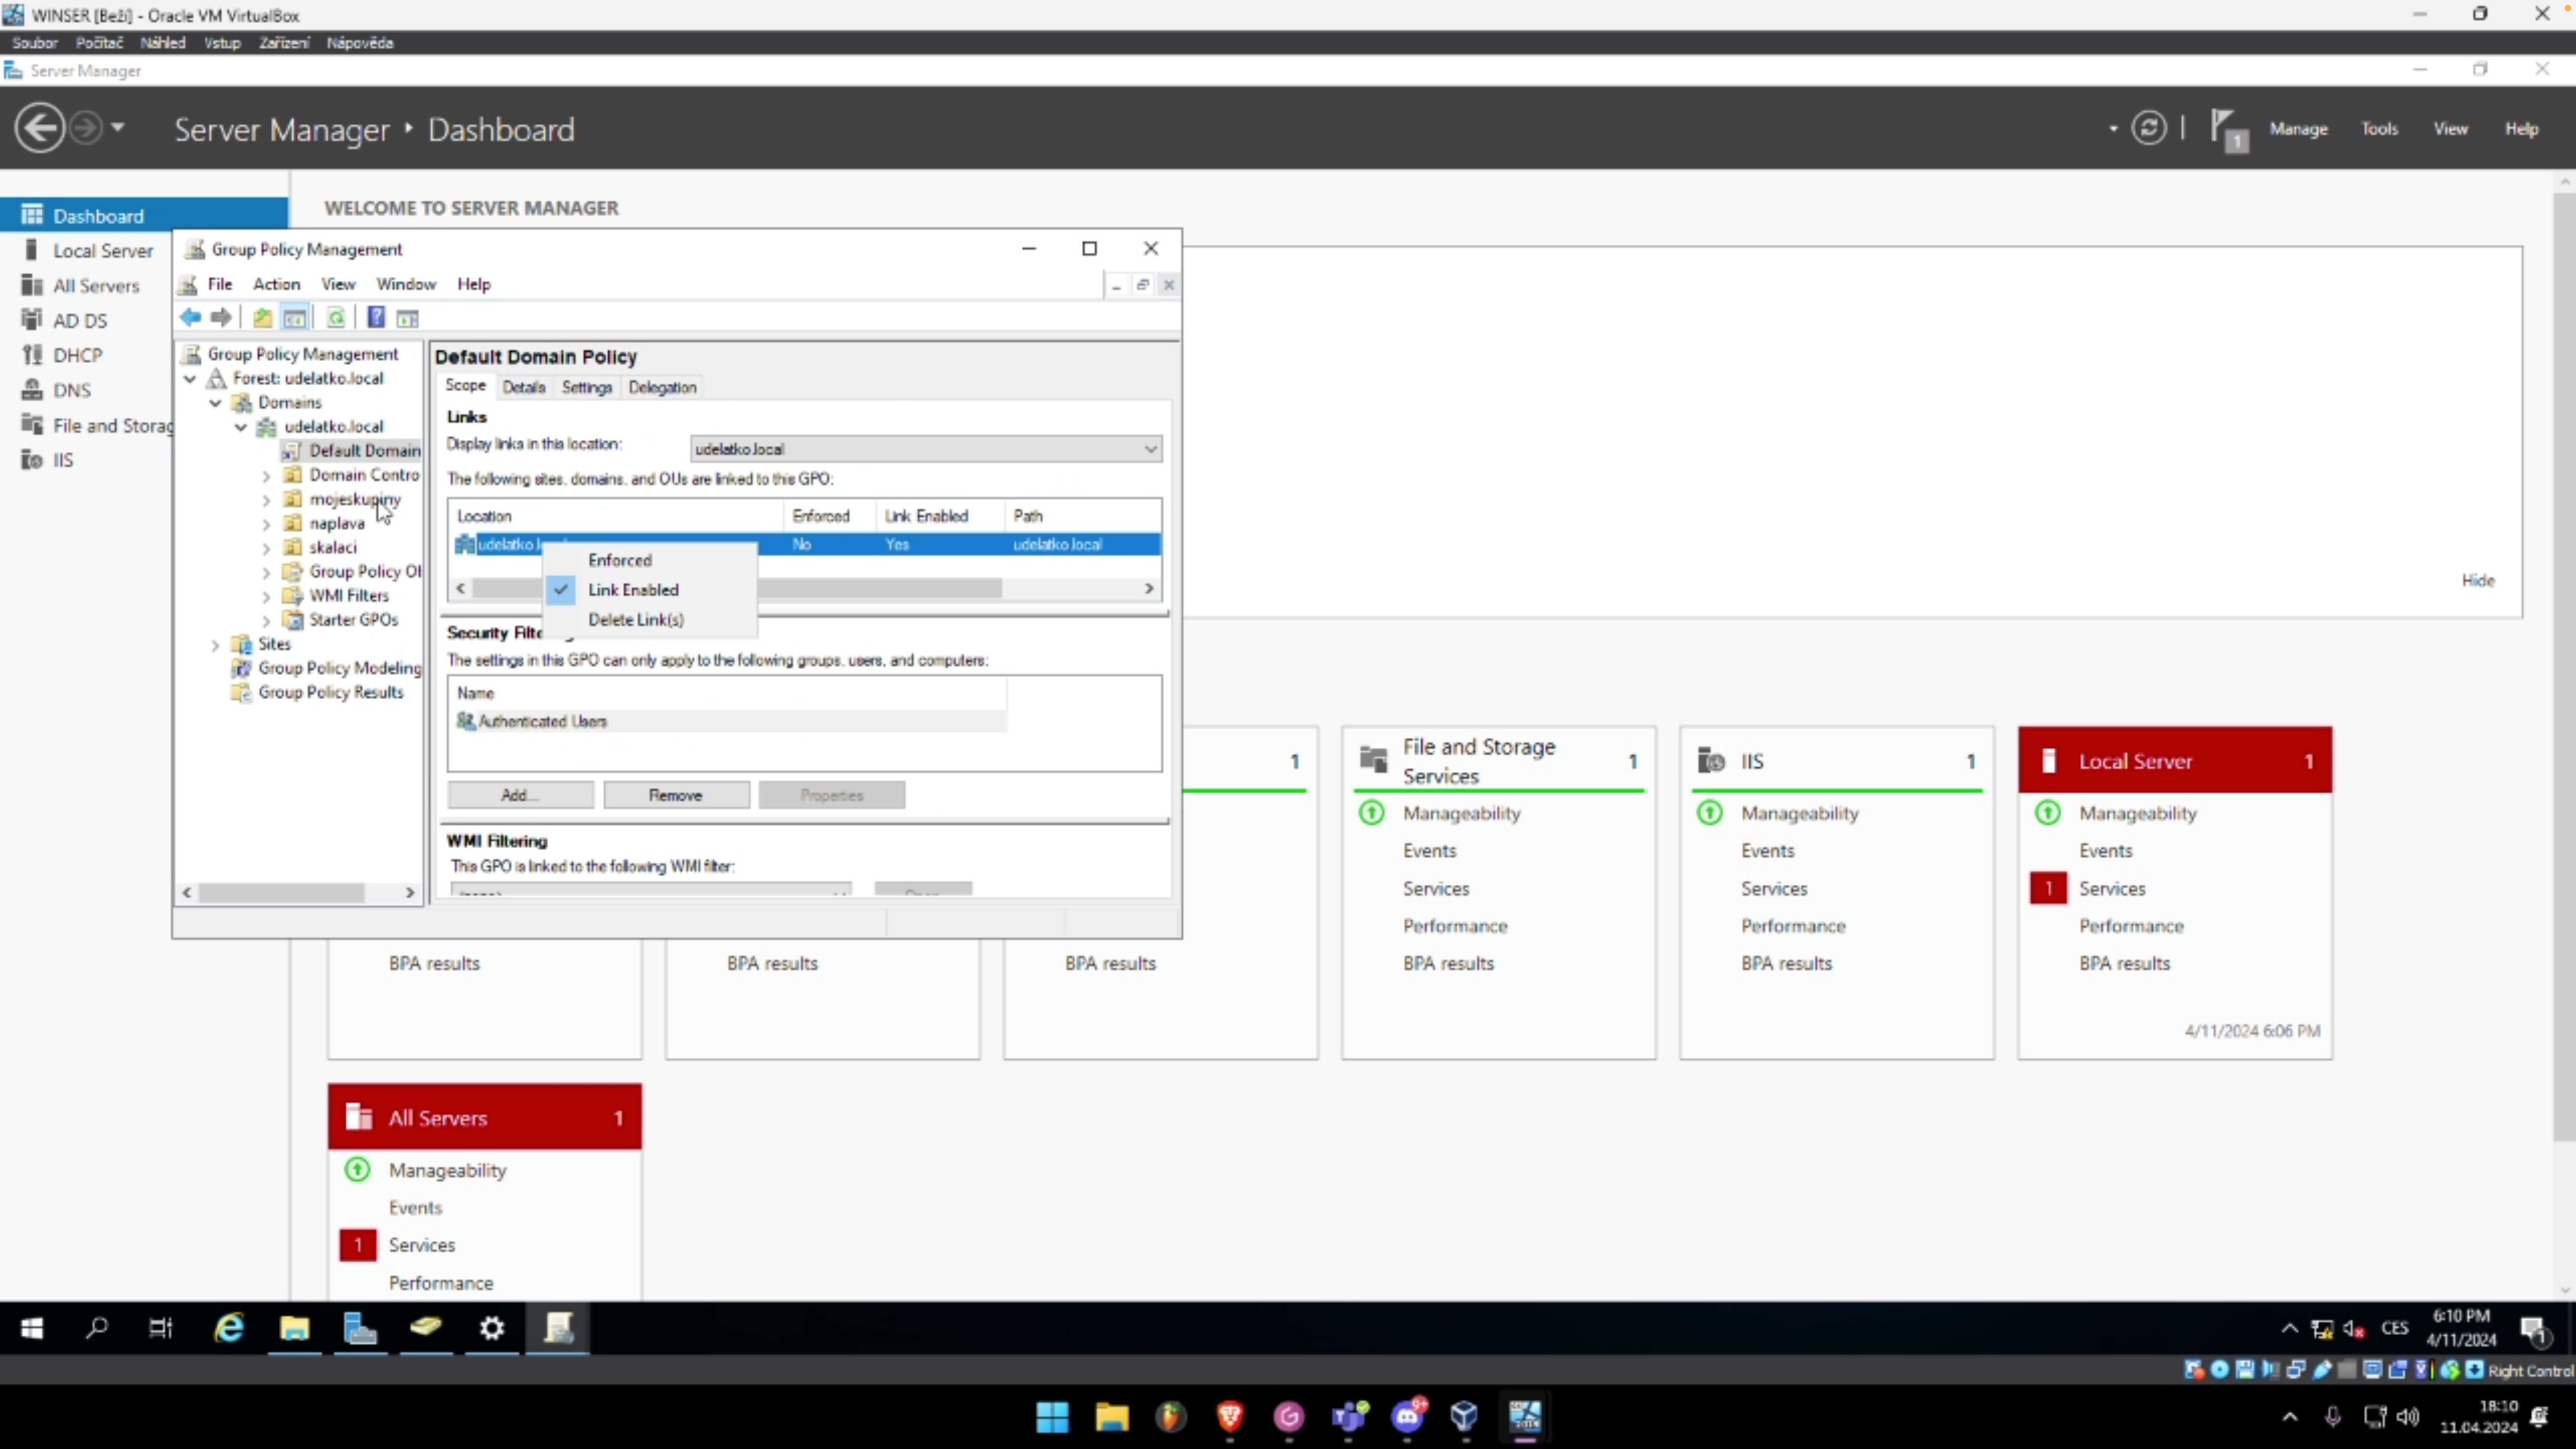 WINSER [Beží] - Oracle VM VirtualBox
Soubor Počítač Náhled Vstup Zařízení Nápověda
Server Manager
Server Manager Dashboard
1
Manage Tools View Help
Dashboard
Local Server
All Servers
AD DS
DHCP
DNS
File and Storag
IIS
WELCOME TO SERVER MANAGER
Group Policy Management
File Action View Window Help
Group Policy Management
Forest: udelatko.local
Domains
udelatko.local
Default Domain
Domain Contro
mojeskupiny
naplava
skalaci
Group Policy Ol
WMI Filters
Starter GPOs
Sites
Group Policy Modeling
Group Policy Results
Default Domain Policy
Scope Details Settings Delegation
Links
Display links in this location: udelatko.local
The following sites, domains, and OUs are linked to this GPO:
Location Enforced Link Enabled Path
udelatko.l No Yes udelatko.local
Enforced
Link Enabled
Delete Link(s)
Security Filte
The settings in this GPO can only apply to the following groups, users, and computers:
Name
Authenticated Users
Add... Remove Properties
WMI Filtering
This GPO is linked to the following WMI filter:
Hide
1
BPA results
BPA results
BPA results
File and Storage Services 1
Manageability
Events
Services
Performance
BPA results
IIS 1
Manageability
Events
Services
Performance
BPA results
Local Server 1
Manageability
Events
1 Services
Performance
BPA results
4/11/2024 6:06 PM
All Servers 1
Manageability
Events
1 Services
Performance
CES
6:10 PM
4/11/2024
1
Right Control
9+
18:10
11.04.2024